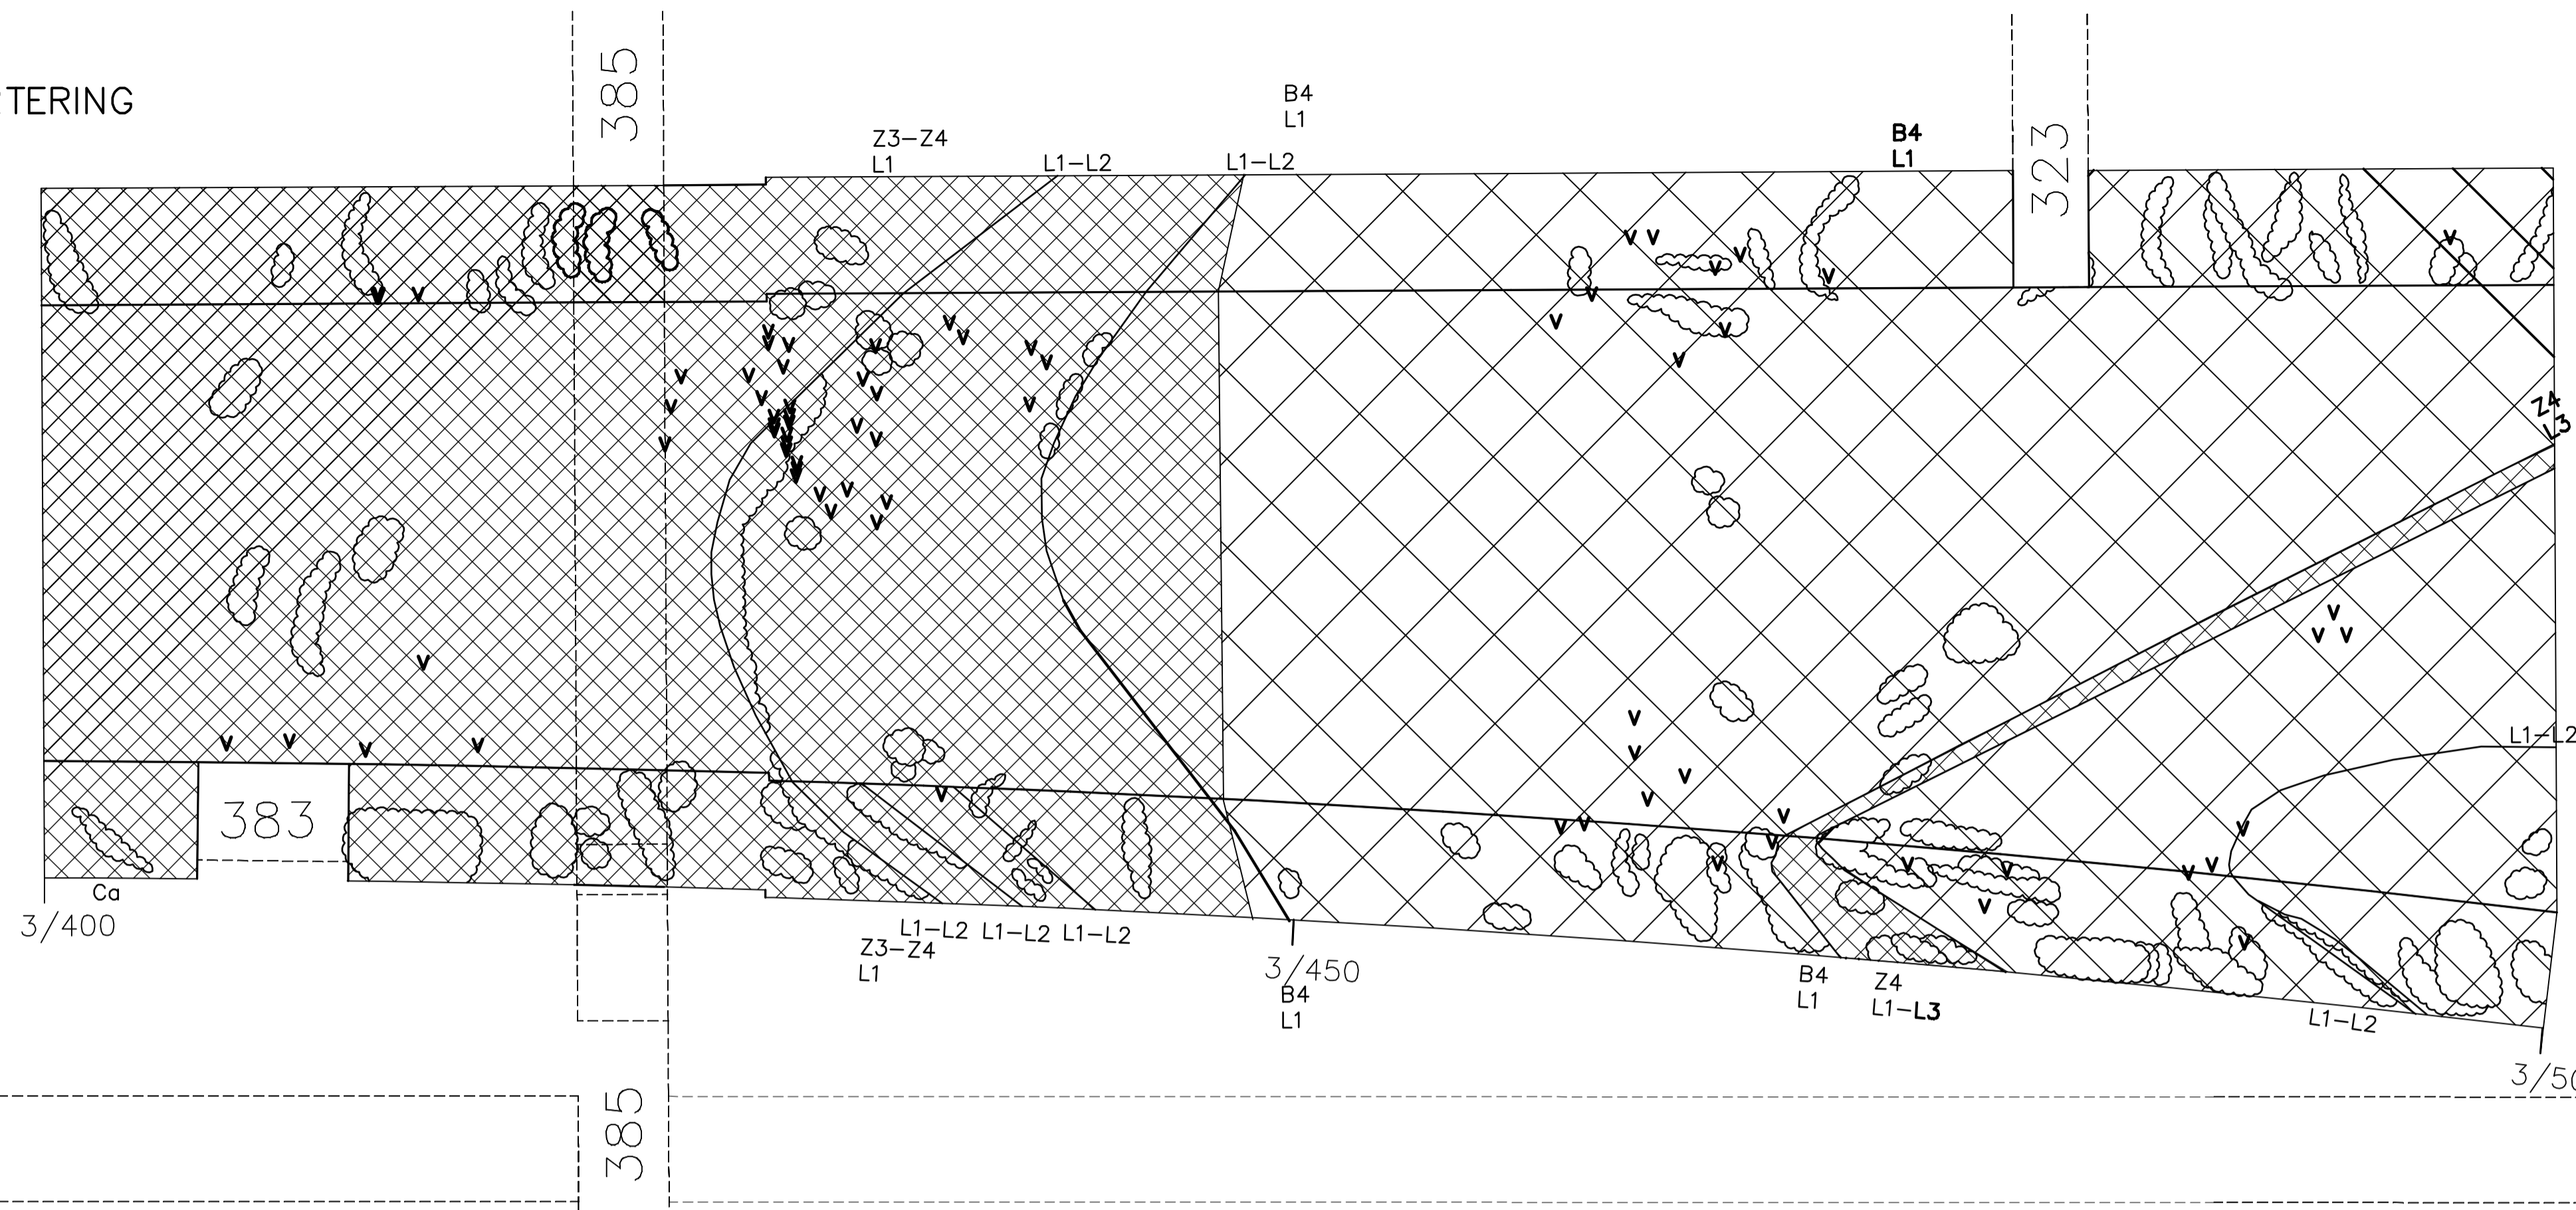 385
TERING
B4
L1
Z3-Z4
L1
L1-L2
L1-L2
B4
L1
323
Z4
L3
L1-L2
383
Ca
3/400
L1-L2 L1-L2 L1-L2
Z3-Z4
L1
3/450
B4
L1
B4
L1
Z4
L1-L3
L1-L2
3/50
385